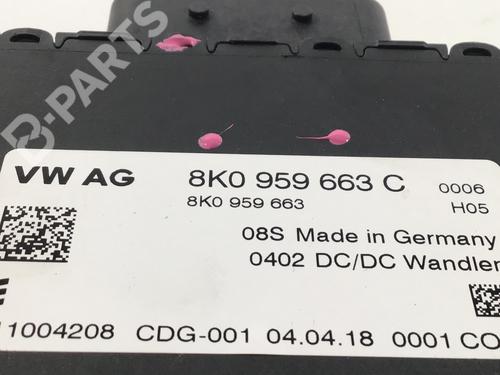 VW AG
8K0 959 663 C
0006
8K0 959 663
H05
08S Made in Germany
0402 DC/DC Wandler
11004208 CDG-001 04.04.18 0001 CO
B-PARTS